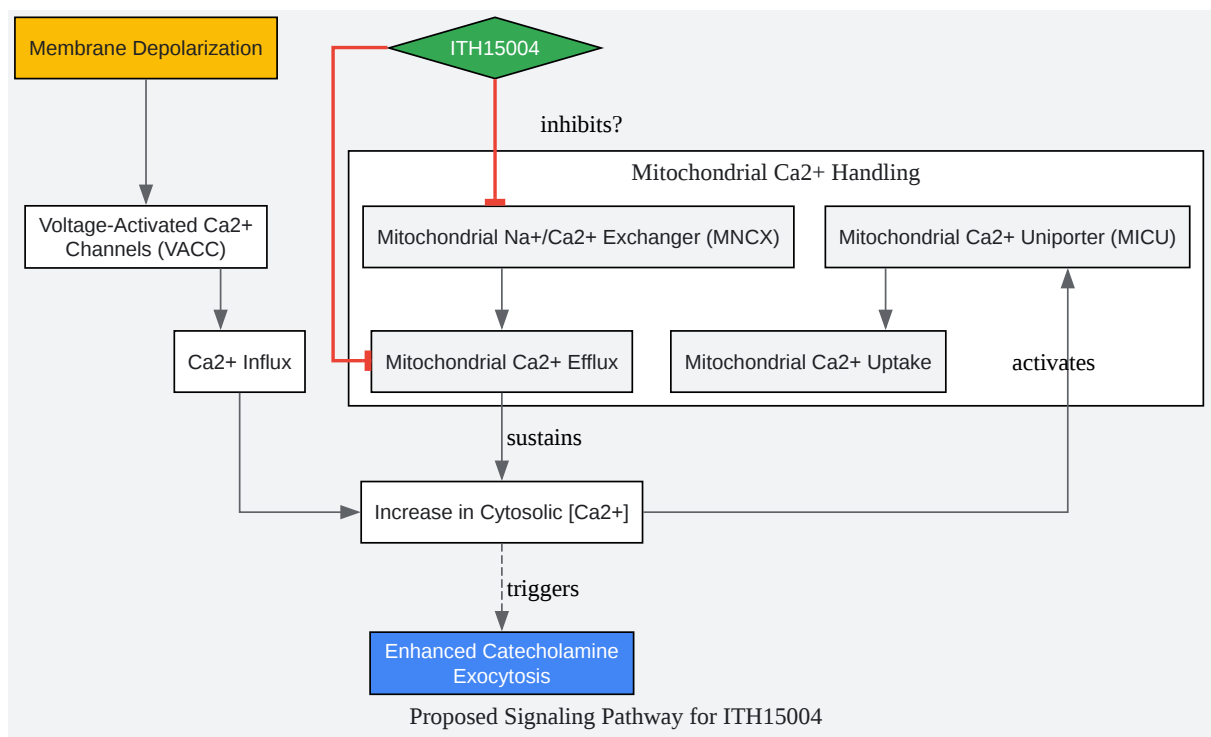 Membrane Depolarization
ITH15004
inhibits?
Mitochondrial Ca2+ Handling
Voltage-Activated Ca2+
Channels (VACC)
Mitochondrial Na+/Ca2+ Exchanger (MNCX)
Mitochondrial Ca2+ Uniporter (MICU)
Ca2+ Influx
Mitochondrial Ca2+ Efflux
Mitochondrial Ca2+ Uptake
activates
sustains
Increase in Cytosolic [Ca2+]
triggers
Enhanced Catecholamine
Exocytosis
Proposed Signaling Pathway for ITH15004